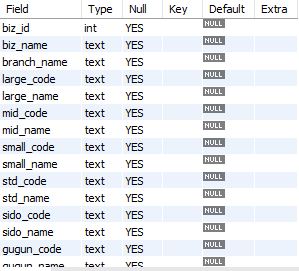 Field Type Null Key Default Extra
biz_id int YES NULL
biz_name text YES NULL
branch_name text YES NULL
large_code text YES NULL
large_name text YES NULL
mid_code text YES NULL
mid_name text YES NULL
small_code text YES NULL
small_name text YES NULL
std_code text YES NULL
std_name text YES NULL
sido_code text YES NULL
sido_name text YES NULL
gugun_code text YES NULL
gugun_name text YES NULL